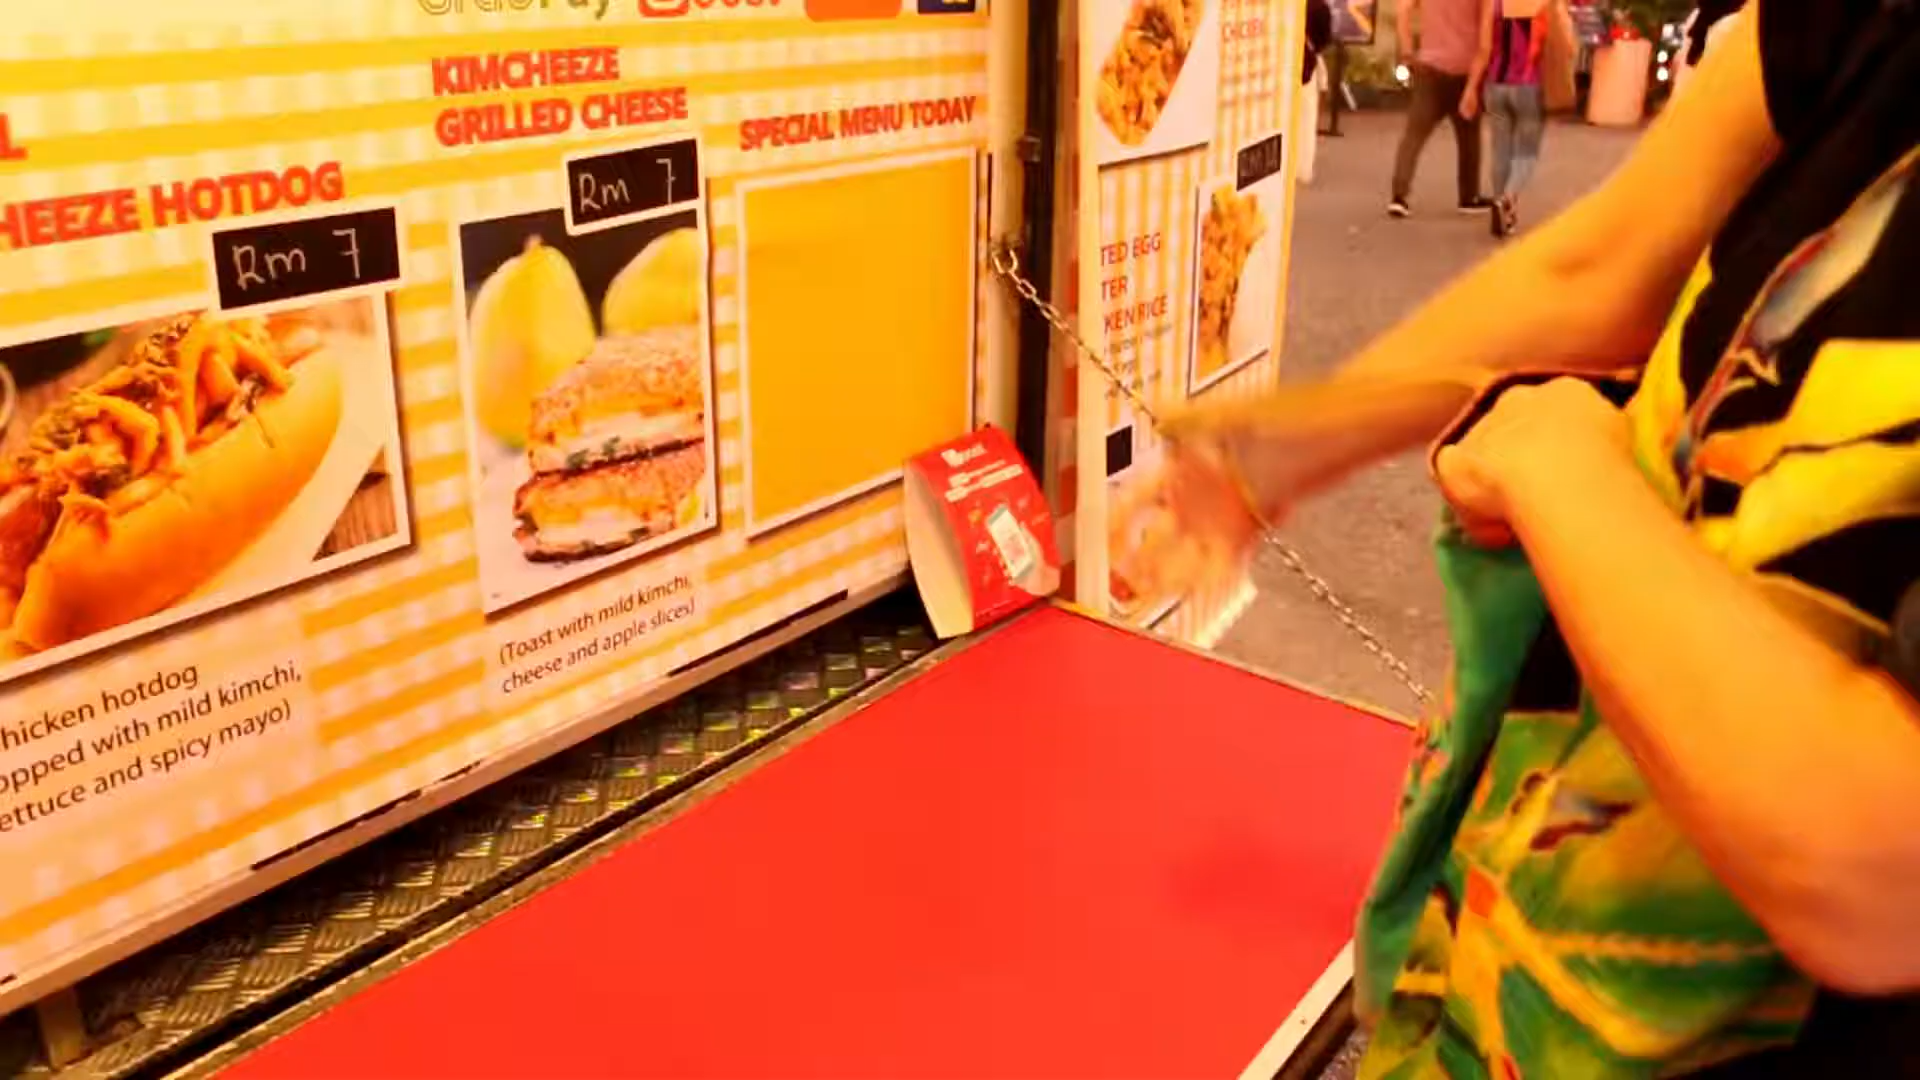 KIMCHEEZE
GRILLED CHEESE
Rm 7
(Toast with mild kimchi,
cheese and apple slices)
HEEZE HOTDOG
Rm 7
hicken hotdog
opped with mild kimchi,
ettuce and spicy mayo)
SPECIAL MENU TODAY
CHICKEN
TED EGG
TER
KEN RICE